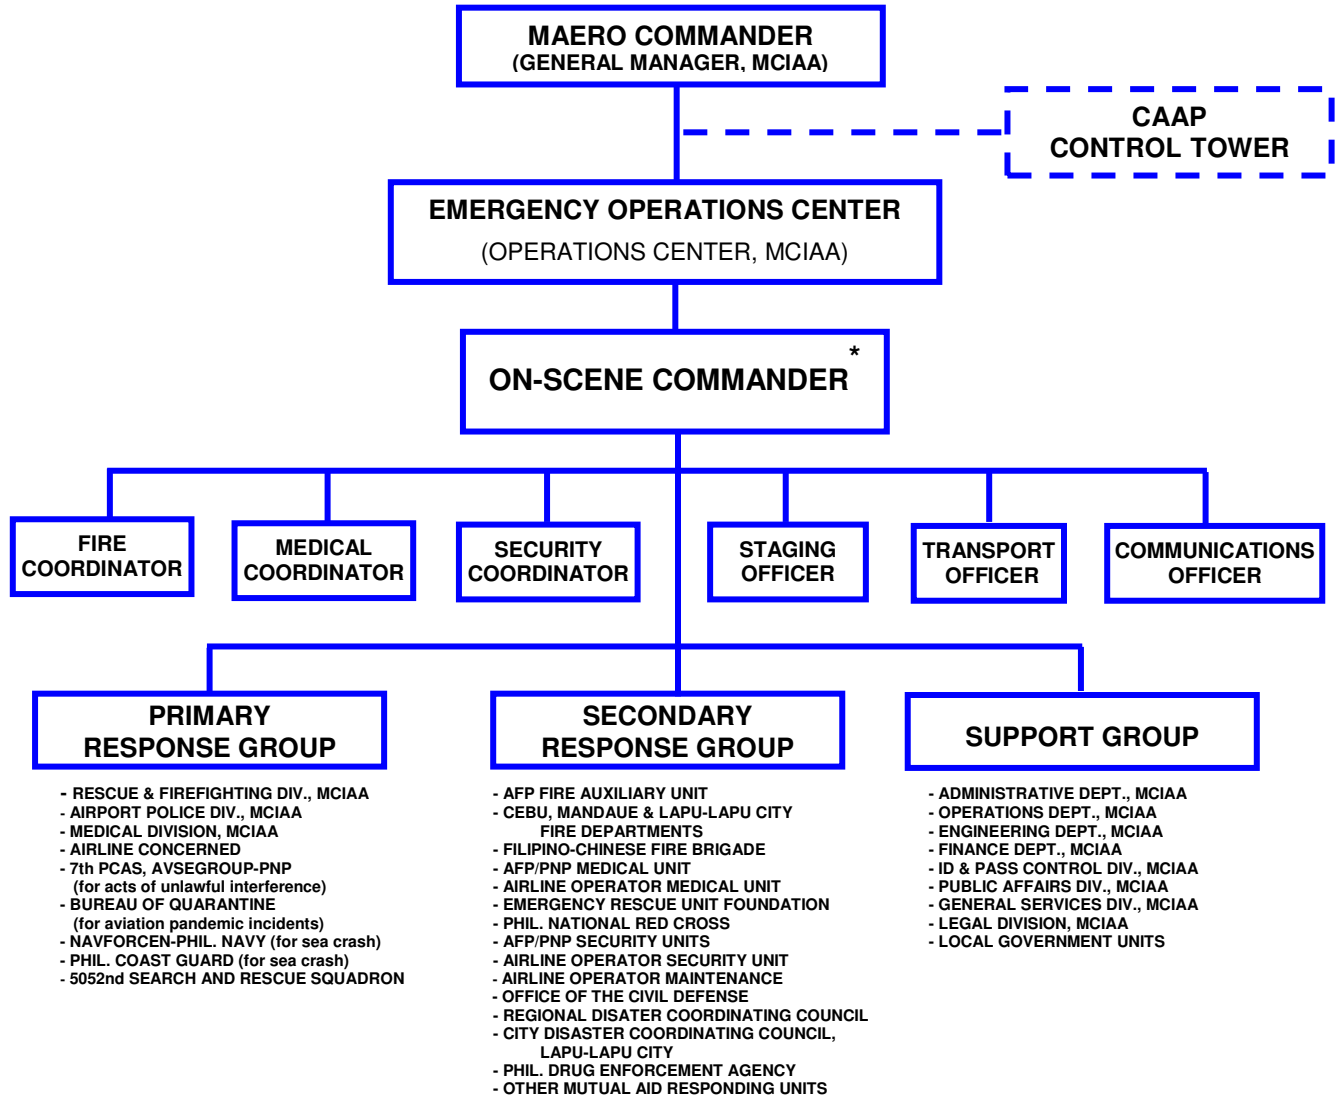 MAERO COMMANDER
(GENERAL MANAGER, MCIAA)
CAAP
CONTROL TOWER
EMERGENCY OPERATIONS CENTER
(OPERATIONS CENTER, MCIAA)
ON-SCENE COMMANDER*
FIRE
COORDINATOR
MEDICAL
COORDINATOR
SECURITY
COORDINATOR
STAGING
OFFICER
TRANSPORT
OFFICER
COMMUNICATIONS
OFFICER
PRIMARY
RESPONSE GROUP
- RESCUE & FIREFIGHTING DIV., MCIAA
- AIRPORT POLICE DIV., MCIAA
- MEDICAL DIVISION, MCIAA
- AIRLINE CONCERNED
- 7th PCAS, AVSEGROUP-PNP
(for acts of unlawful interference)
- BUREAU OF QUARANTINE
(for aviation pandemic incidents)
- NAVFORCEN-PHIL. NAVY (for sea crash)
- PHIL. COAST GUARD (for sea crash)
- 5052nd SEARCH AND RESCUE SQUADRON
SECONDARY
RESPONSE GROUP
- AFP FIRE AUXILIARY UNIT
- CEBU, MANDAUE & LAPU-LAPU CITY
FIRE DEPARTMENTS
- FILIPINO-CHINESE FIRE BRIGADE
- AFP/PNP MEDICAL UNIT
- AIRLINE OPERATOR MEDICAL UNIT
- EMERGENCY RESCUE UNIT FOUNDATION
- PHIL. NATIONAL RED CROSS
- AFP/PNP SECURITY UNITS
- AIRLINE OPERATOR SECURITY UNIT
- AIRLINE OPERATOR MAINTENANCE
- OFFICE OF THE CIVIL DEFENSE
- REGIONAL DISATER COORDINATING COUNCIL
- CITY DISASTER COORDINATING COUNCIL,
LAPU-LAPU CITY
- PHIL. DRUG ENFORCEMENT AGENCY
- OTHER MUTUAL AID RESPONDING UNITS
SUPPORT GROUP
- ADMINISTRATIVE DEPT., MCIAA
- OPERATIONS DEPT., MCIAA
- ENGINEERING DEPT., MCIAA
- FINANCE DEPT., MCIAA
- ID & PASS CONTROL DIV., MCIAA
- PUBLIC AFFAIRS DIV., MCIAA
- GENERAL SERVICES DIV., MCIAA
- LEGAL DIVISION, MCIAA
- LOCAL GOVERNMENT UNITS